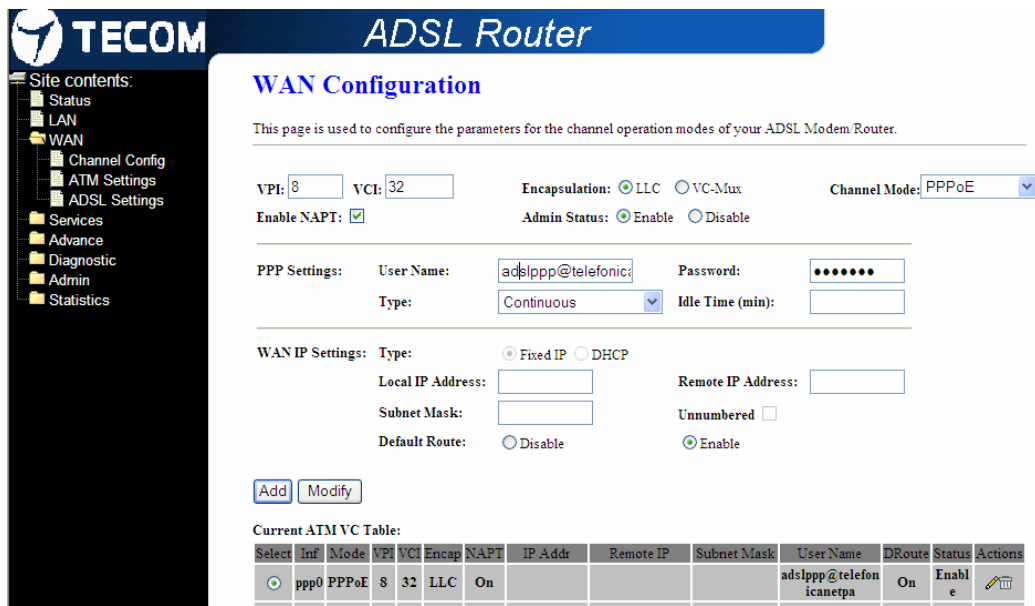 TECOM
ADSL Router
Site contents:
Status
LAN
WAN
Channel Config
ATM Settings
ADSL Settings
Services
Advance
Diagnostic
Admin
Statistics
WAN Configuration
This page is used to configure the parameters for the channel operation modes of your ADSL Modem/Router.
VPI: 8 VCI: 32 Encapsulation: LLC VC-Mux Channel Mode: PPPoE
Enable NAPT: Admin Status: Enable Disable
PPP Settings: User Name: adslppp@telefonica Password: •••••••
Type: Continuous Idle Time (min):
WAN IP Settings: Type: Fixed IP DHCP
Local IP Address: Remote IP Address:
Subnet Mask: Unnumbered
Default Route: Disable Enable
Add Modify
Current ATM VC Table:
Select Inf Mode VPI VCI Encap NAPT IP Addr Remote IP Subnet Mask User Name DRoute Status Actions
ppp0 PPPoE 8 32 LLC On adslppp@telefon icanetpa On Enabl e